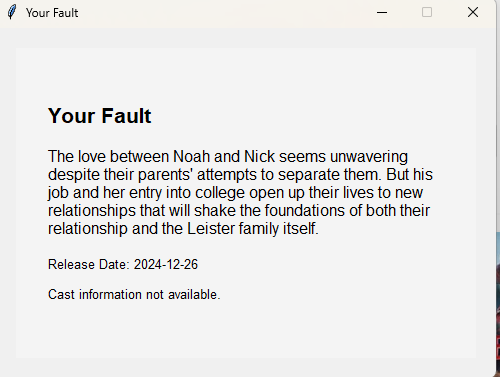 Your Fault
Your Fault
The love between Noah and Nick seems unwavering
despite their parents' attempts to separate them. But his
job and her entry into college open up their lives to new
relationships that will shake the foundations of both their
relationship and the Leister family itself.
Release Date: 2024-12-26
Cast information not available.